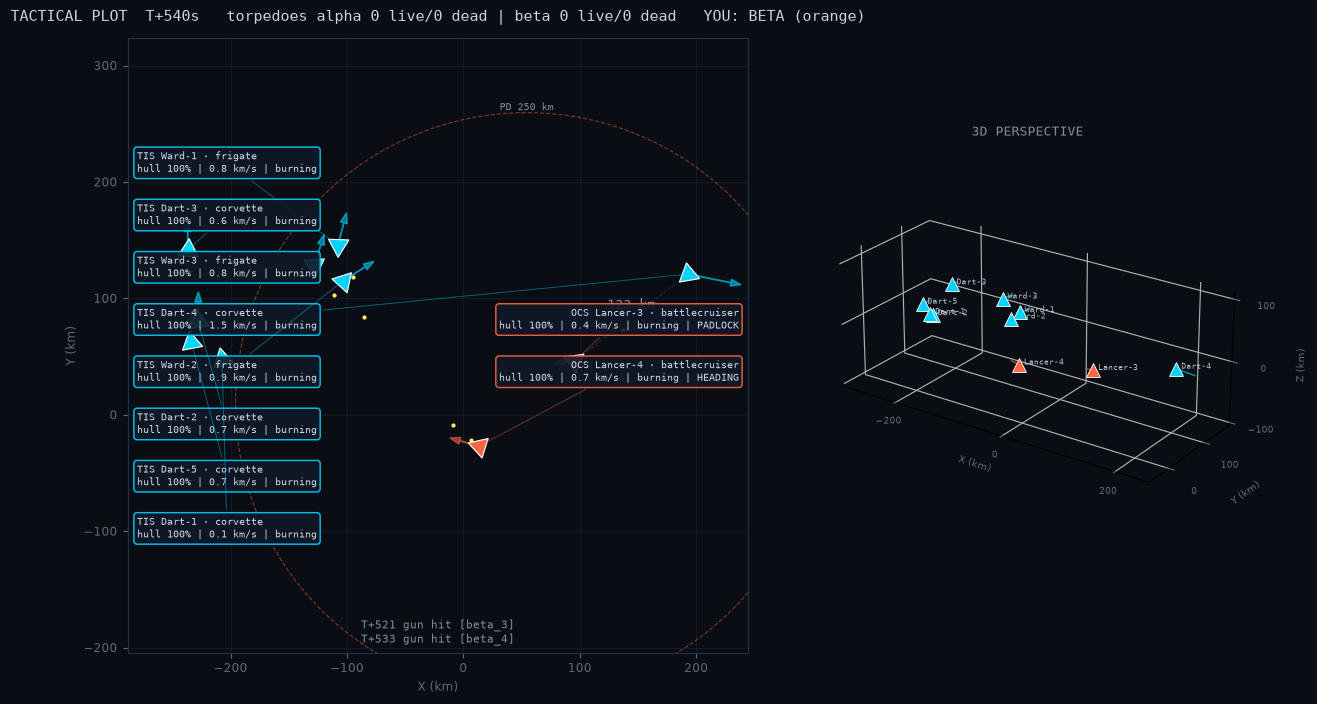 TACTICAL PLOT T+540s torpedoes alpha 0 live/0 dead | beta 0 live/0 dead YOU: BETA (orange)
300
200
100
0
−100
−200
Y (km)
−200
−100
0
100
200
X (km)
PD 250 km
TIS Ward-1 · frigate
hull 100% | 0.8 km/s | burning
TIS Dart-3 · corvette
hull 100% | 0.6 km/s | burning
TIS Ward-3 · frigate
hull 100% | 0.8 km/s | burning
TIS Dart-4 · corvette
hull 100% | 1.5 km/s | burning
TIS Ward-2 · frigate
hull 100% | 0.9 km/s | burning
TIS Dart-2 · corvette
hull 100% | 0.7 km/s | burning
TIS Dart-5 · corvette
hull 100% | 0.7 km/s | burning
TIS Dart-1 · corvette
hull 100% | 0.1 km/s | burning
OCS Lancer-3 · battlecruiser
hull 100% | 0.4 km/s | burning | PADLOCK
OCS Lancer-4 · battlecruiser
hull 100% | 0.7 km/s | burning | HEADING
T+521 gun hit [beta_3]
T+533 gun hit [beta_4]
3D PERSPECTIVE
Dart-3
Dart-5
Ward-3
Ward-1
Lancer-4
Lancer-3
Dart-4
−200
0
200
X (km)
0
100
Y (km)
100
0
−100
Z (km)